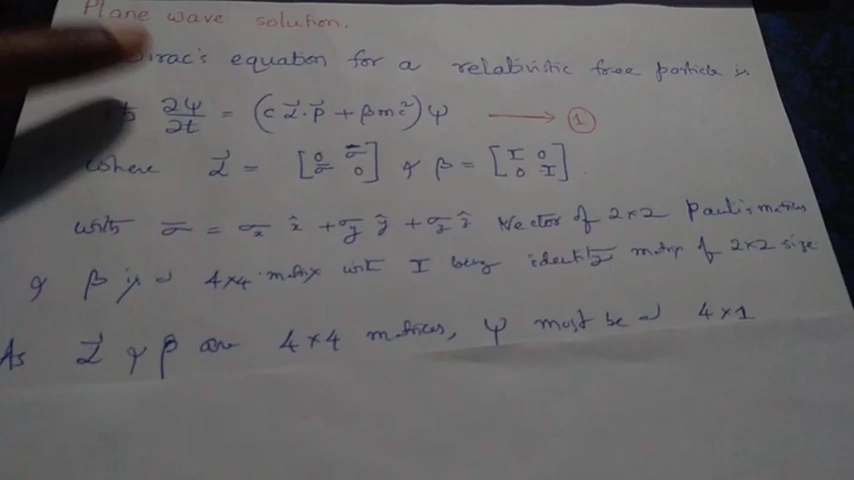 Plane wave solution.
Dirac's equation for a relativistic free particle is
ħ ∂ψ/∂t = (c α⃗·p⃗ + βmc²)ψ ⟶ ①
where α⃗ = [0 σ̄; σ̄ 0] & β = [I 0; 0 I]
with σ̄ = σx x̂ + σy ŷ + σz ẑ Vector of 2×2 Pauli's matrices
& β is a 4×4 matrix with I being identity matrix of 2×2 size
As α⃗ & β are 4×4 matrices, ψ must be a 4×1